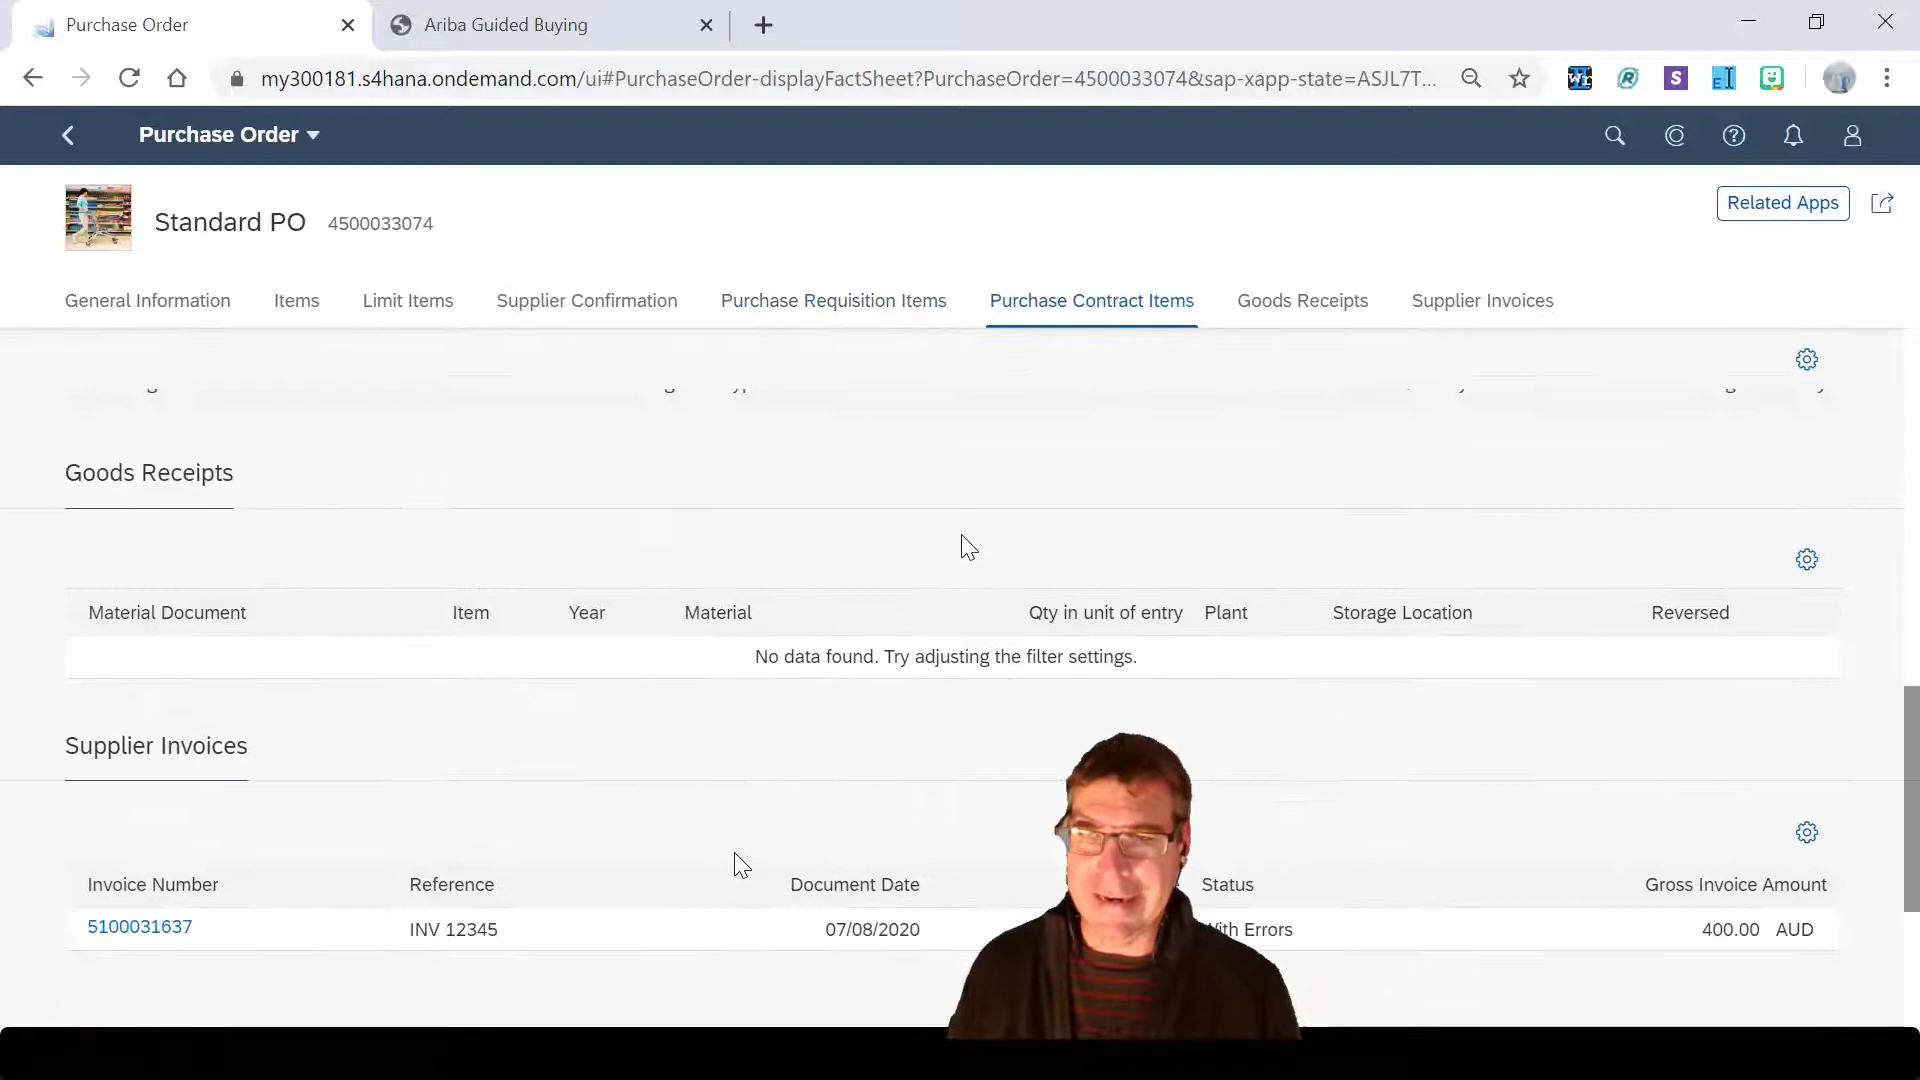 Purchase Order
Ariba Guided Buying
my300181.s4hana.ondemand.com/ui#PurchaseOrder-displayFactSheet?PurchaseOrder=4500033074&sap-xapp-state=ASJL7T...
Purchase Order
Standard PO 4500033074
Related Apps
General Information Items Limit Items Supplier Confirmation Purchase Requisition Items Purchase Contract Items Goods Receipts Supplier Invoices
Goods Receipts
Material Document Item Year Material Qty in unit of entry Plant Storage Location Reversed
No data found. Try adjusting the filter settings.
Supplier Invoices
Invoice Number Reference Document Date Status Gross Invoice Amount
5100031637 INV 12345 07/08/2020 With Errors 400.00 AUD